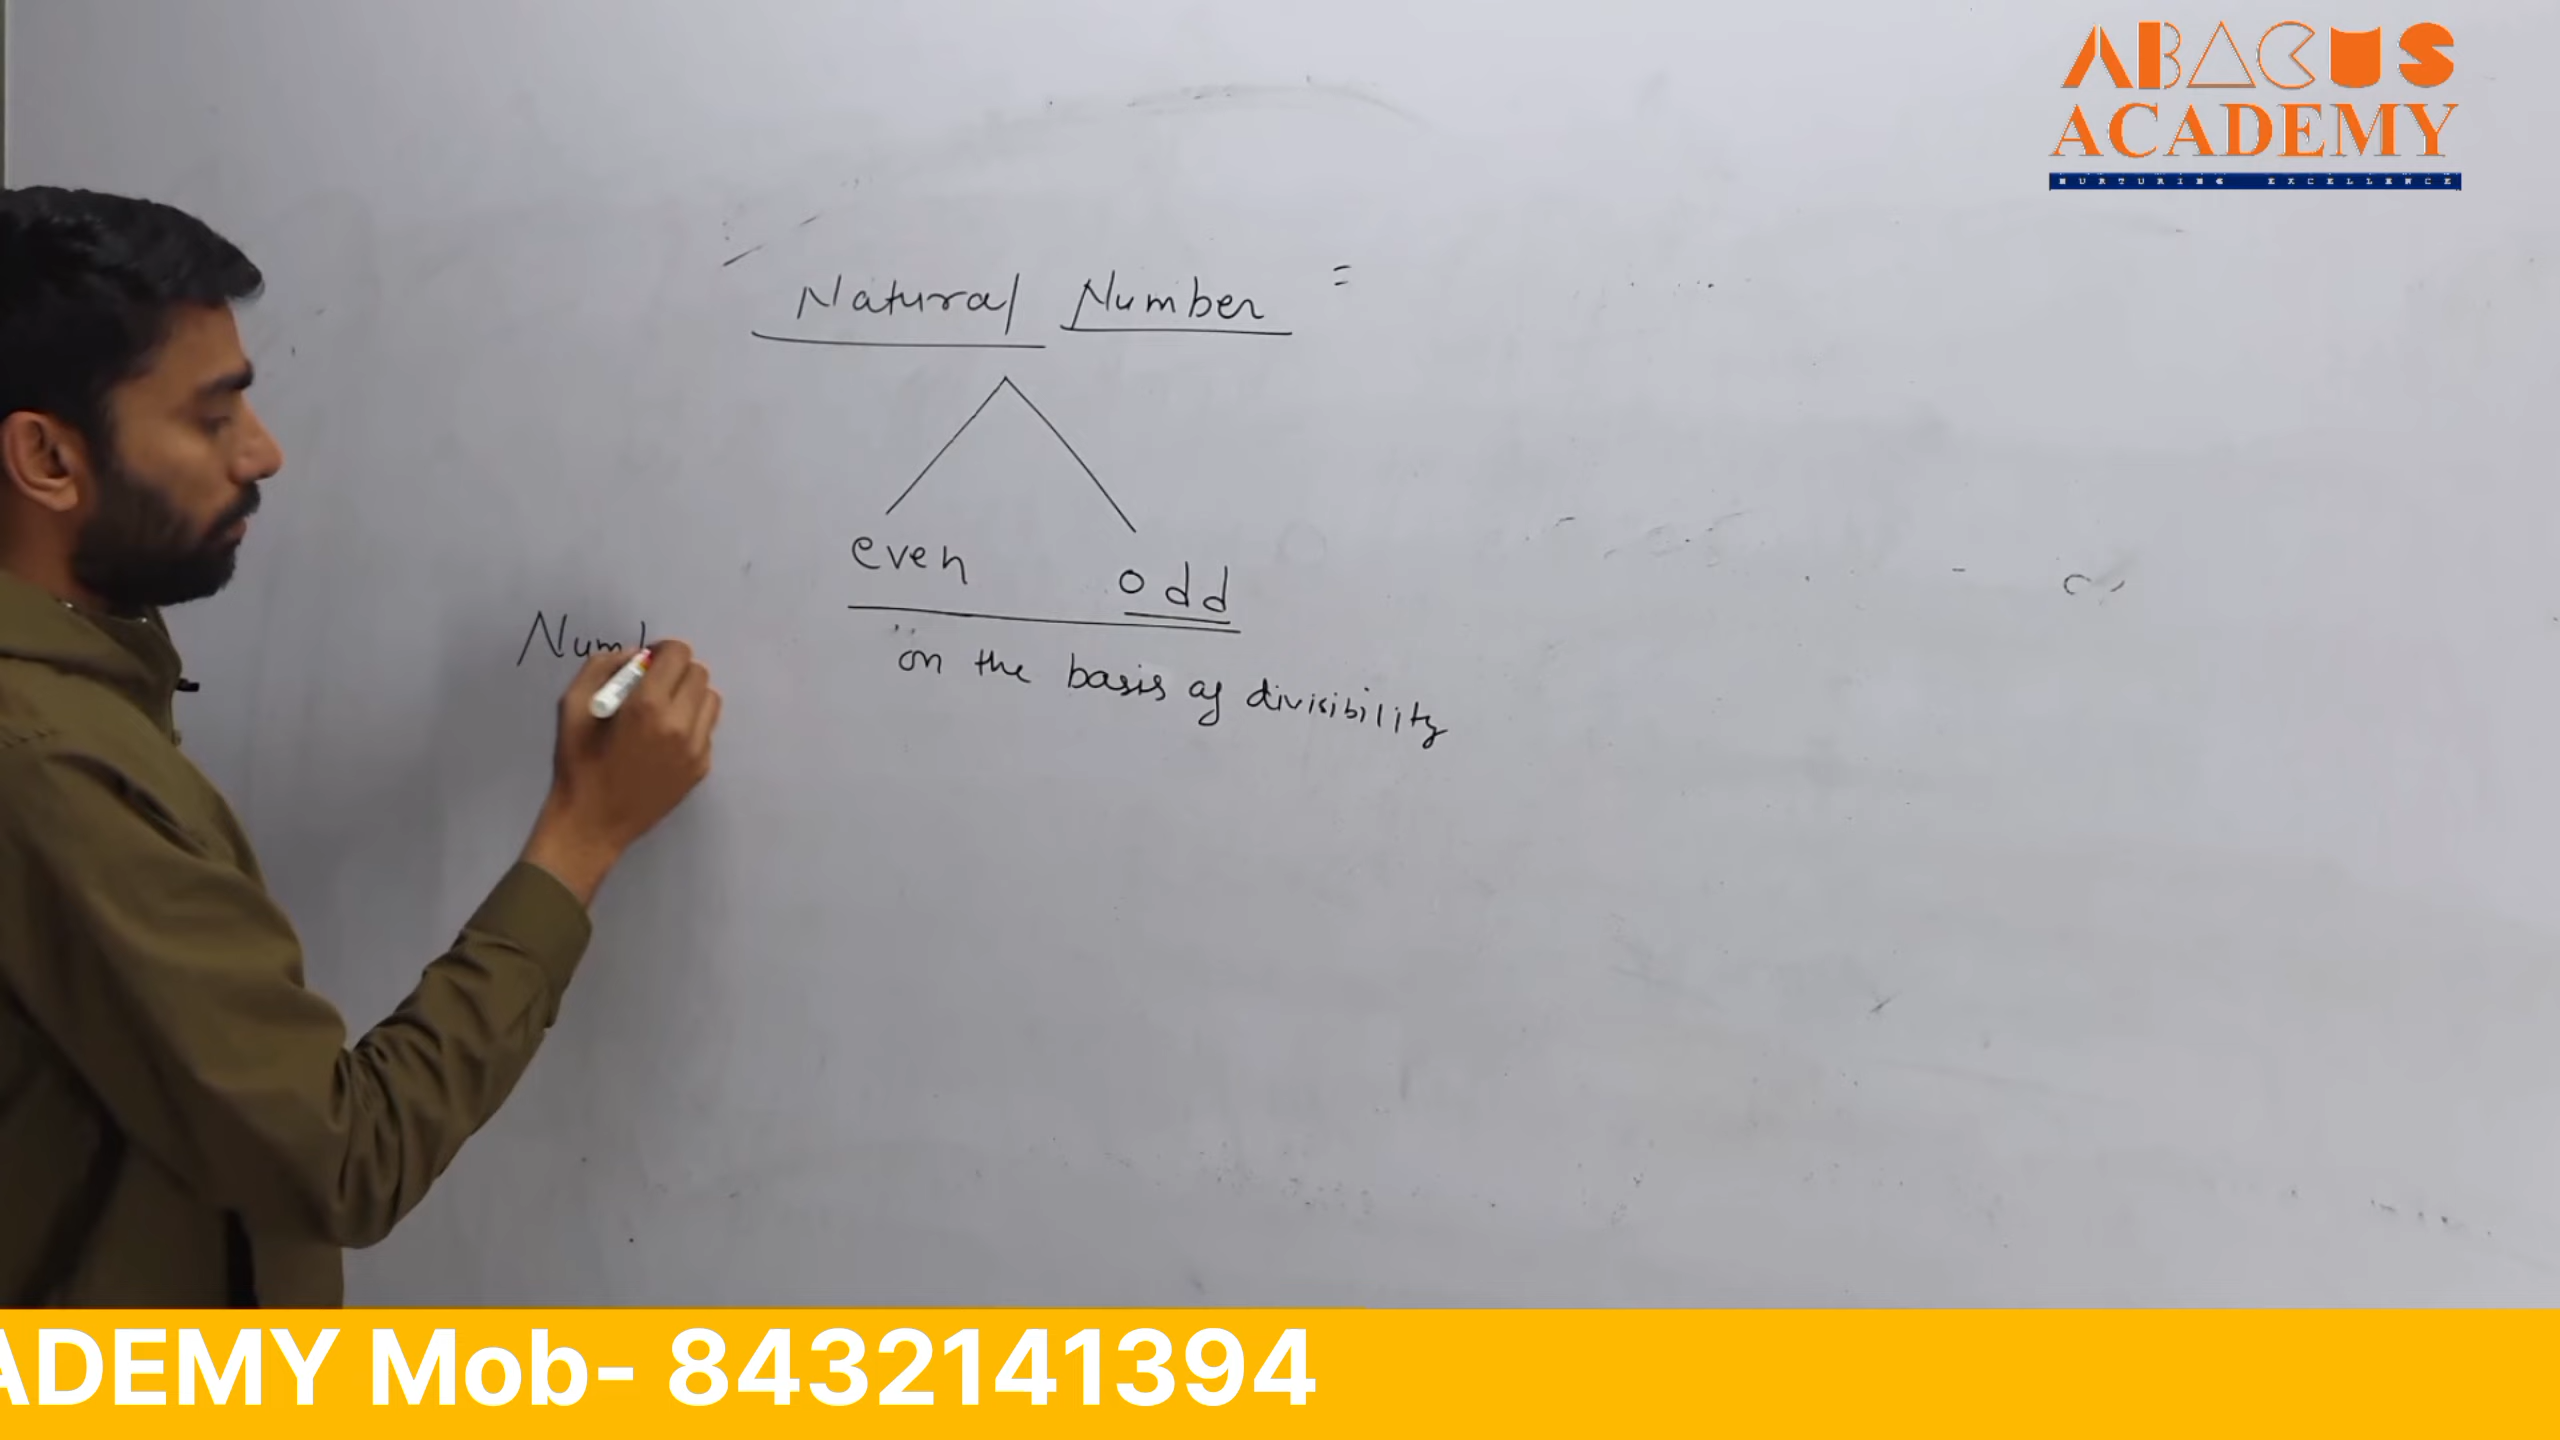 ABACUS
ACADEMY
NURTURING EXCELLENCE
Natural Number =
even odd
on the basis of divisibility
Num
ADEMY Mob- 8432141394